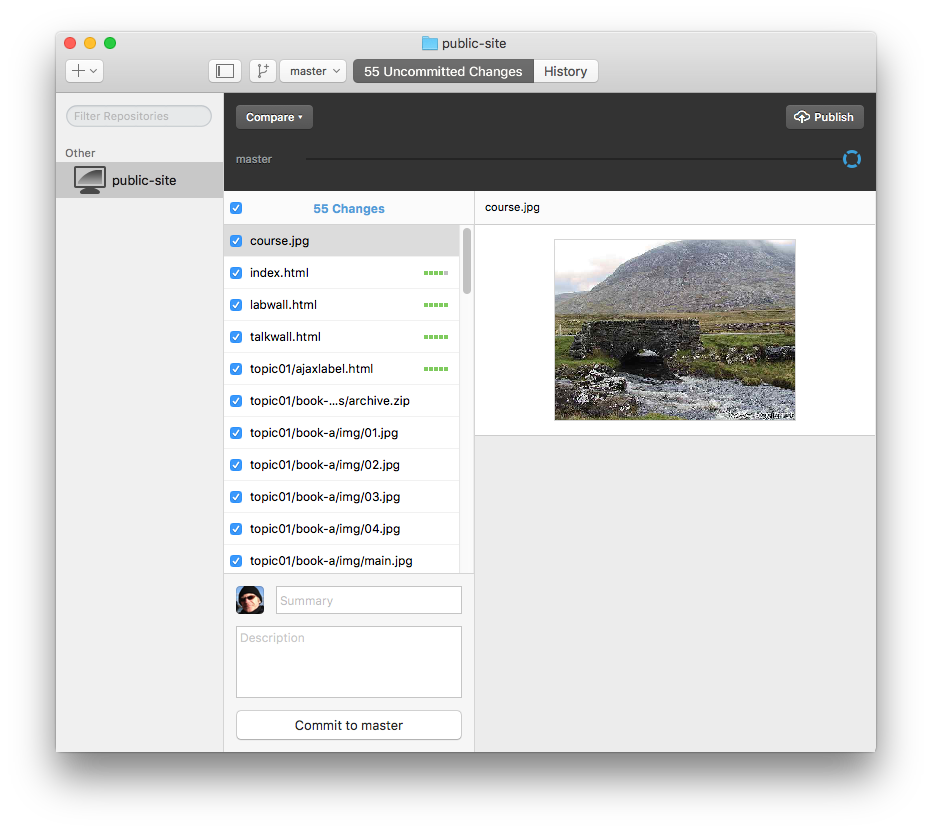 public-site
master
55 Uncommitted Changes
History
Filter Repositories
Other
public-site
Compare
Publish
master
55 Changes
course.jpg
index.html
labwall.html
talkwall.html
topic01/ajaxlabel.html
topic01/book-...s/archive.zip
topic01/book-a/img/01.jpg
topic01/book-a/img/02.jpg
topic01/book-a/img/03.jpg
topic01/book-a/img/04.jpg
topic01/book-a/img/main.jpg
Summary
Description
Commit to master
course.jpg